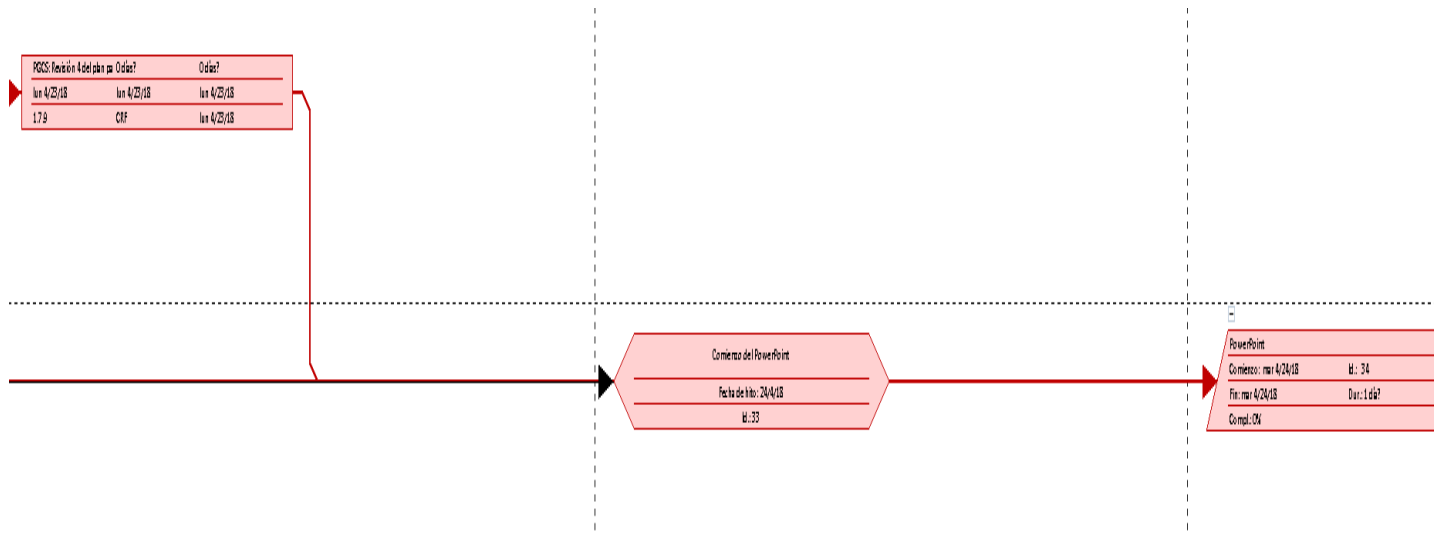 PGCS: Revisión 4 del plan pa 0 días? 0 días?
lun 4/23/18 lun 4/23/18 lun 4/23/18
1.7.9 CRF lun 4/23/18
Comienzo del PowerPoint
Fecha de hito: 24/4/18
Id.:33
PowerPoint
Comienzo: mar 4/24/18 Id.: 34
Fin: mar 4/24/18 Dur.: 1 día?
Compl.: 0%